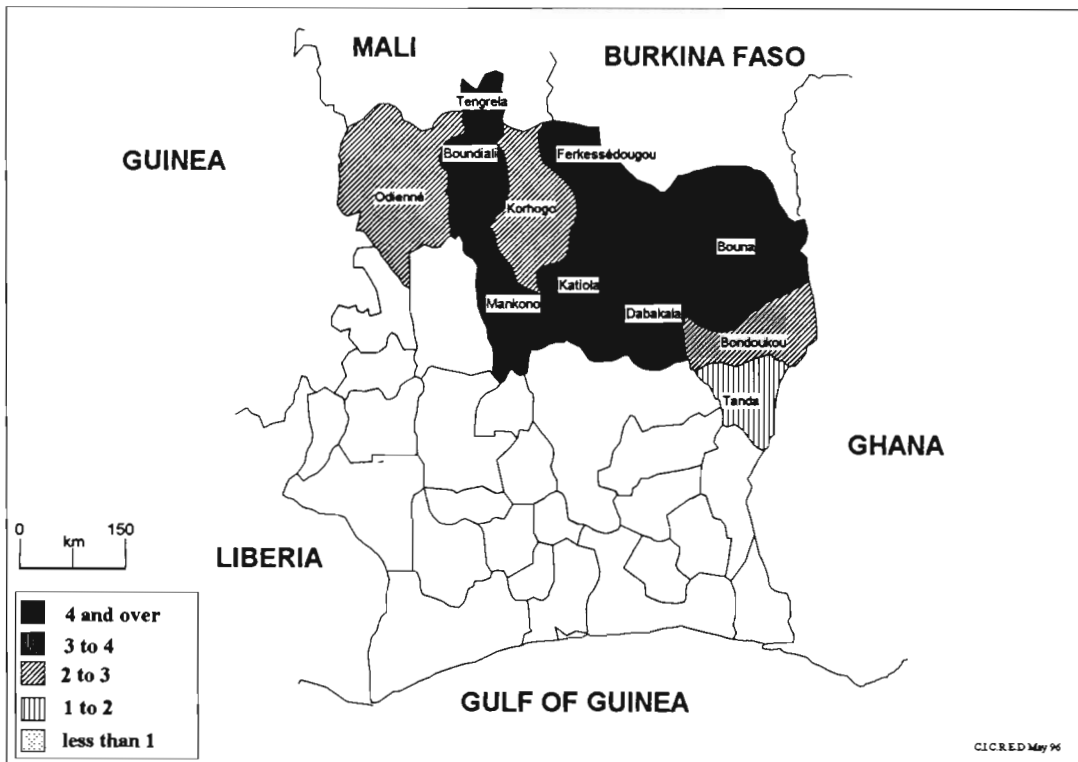 MALI
BURKINA FASO
Tengrela
GUINEA
Boundiali
Ferkessédougou
Odienné
Korhogo
Bouna
Katiola
Mankono
Dabakala
Bondoukou
Tanda
GHANA
0 150
km
LIBERIA
4 and over
3 to 4
2 to 3
1 to 2
less than 1
GULF OF GUINEA
C.I.C.R.E.D May 96